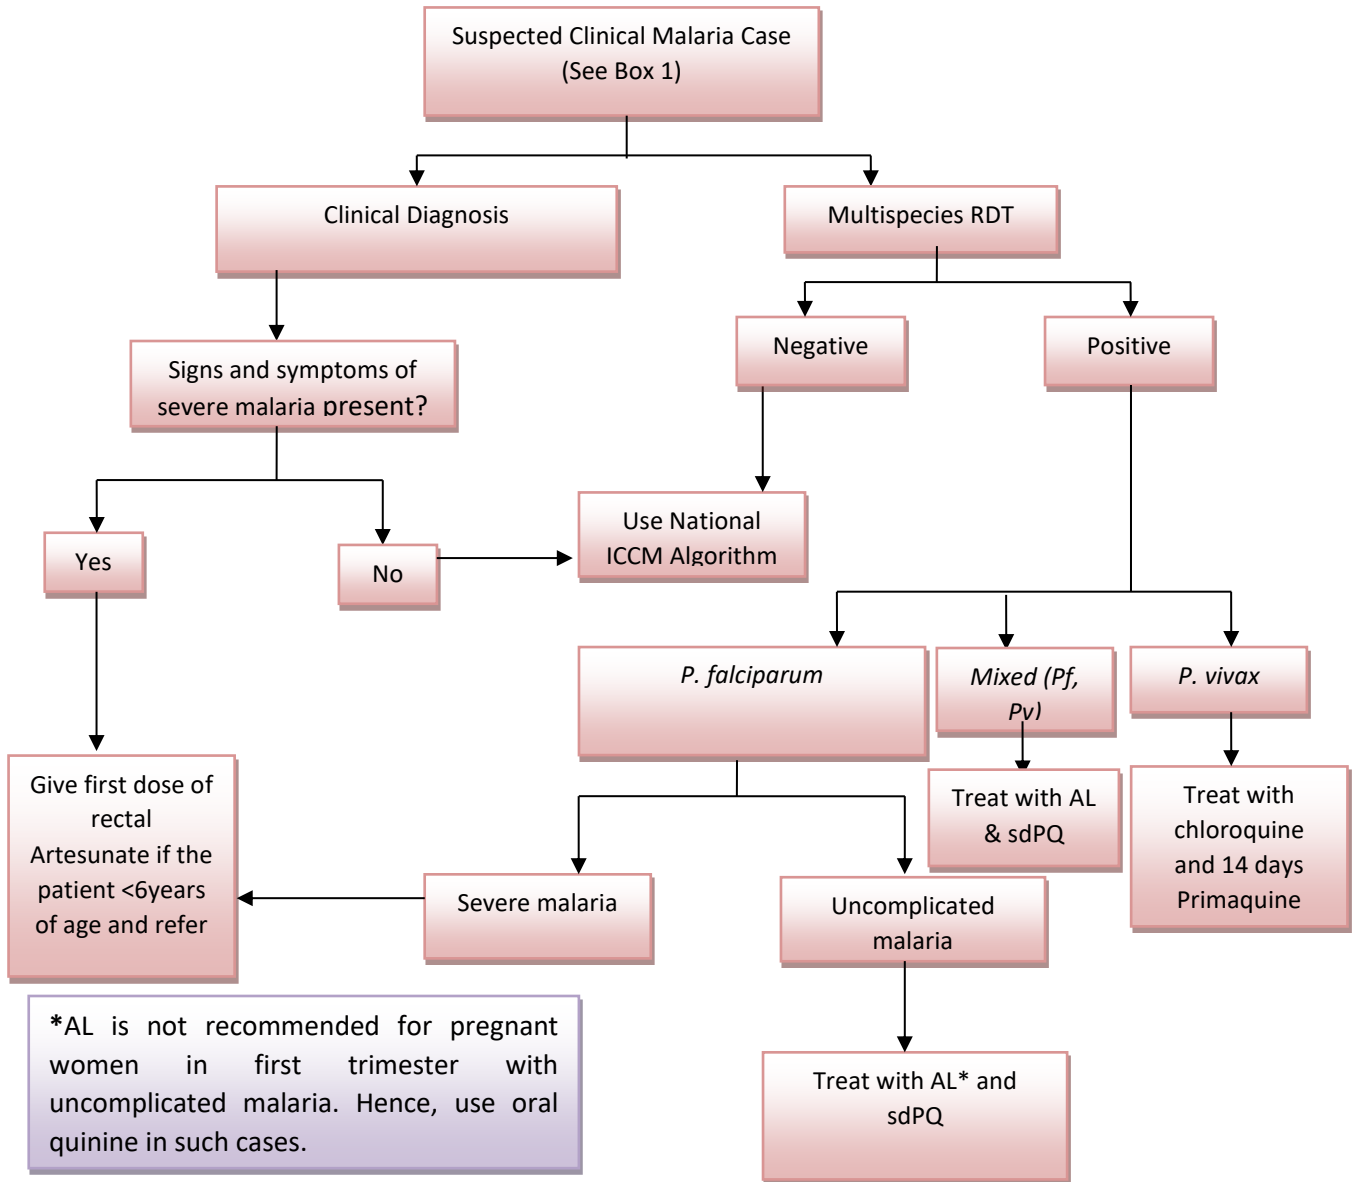 Suspected Clinical Malaria Case
(See Box 1)
Clinical Diagnosis
Multispecies RDT
Negative
Positive
Signs and symptoms of
severe malaria present?
Yes
No
Use National
ICCM Algorithm
P. falciparum
Mixed (Pf,
Pv)
P. vivax
Give first dose of
rectal
Artesunate if the
patient <6years
of age and refer
Severe malaria
Uncomplicated
malaria
Treat with AL
& sdPQ
Treat with
chloroquine
and 14 days
Primaquine
*AL is not recommended for pregnant
women in first trimester with
uncomplicated malaria. Hence, use oral
quinine in such cases.
Treat with AL* and
sdPQ